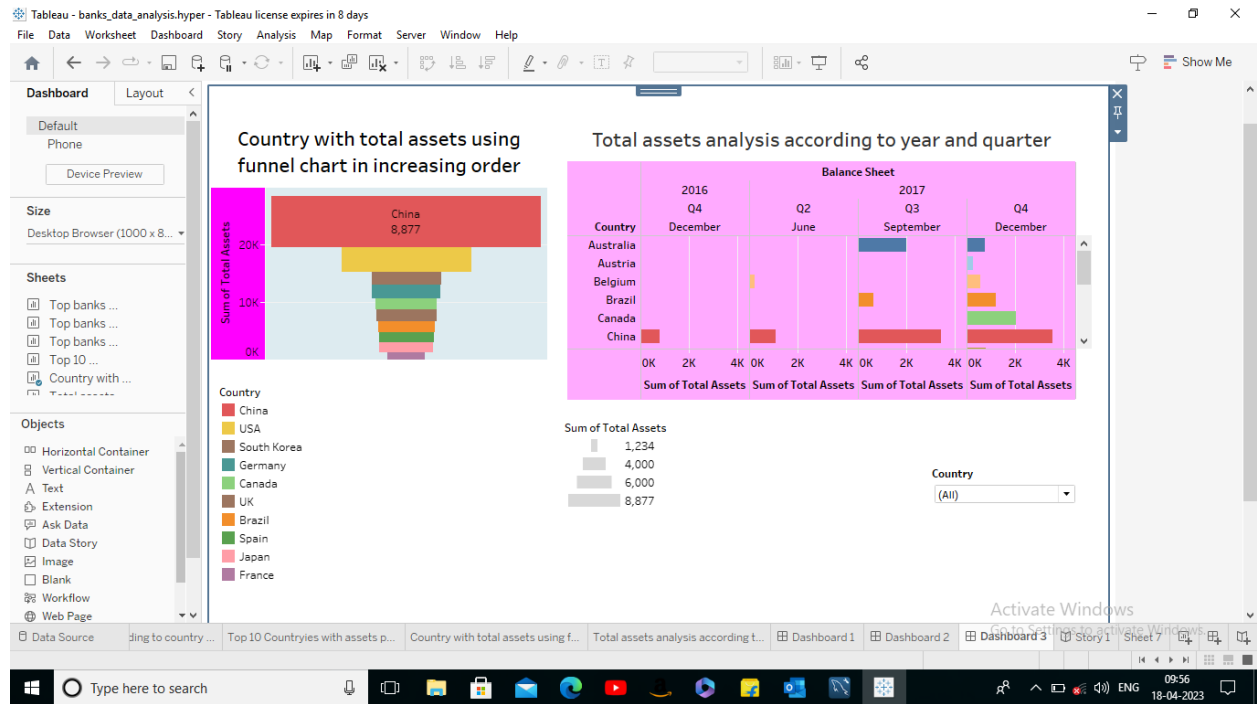 Tableau - banks_data_analysis.hyper - Tableau license expires in 8 days
File Data Worksheet Dashboard Story Analysis Map Format Server Window Help
Show Me
Dashboard Layout
Default
Phone
Device Preview
Size
Desktop Browser (1000 x 8...
Sheets
Top banks ...
Top banks ...
Top banks ...
Top 10 ...
Country with ...
Objects
Horizontal Container
Vertical Container
Text
Extension
Ask Data
Data Story
Image
Blank
Workflow
Web Page
Country with total assets using
funnel chart in increasing order
Sum of Total Assets
20K
10K
0K
China
8,877
Country
China
USA
South Korea
Germany
Canada
UK
Brazil
Spain
Japan
France
Total assets analysis according to year and quarter
Balance Sheet
2016 2017
Q4 Q2 Q3 Q4
Country December June September December
Australia
Austria
Belgium
Brazil
Canada
China
0K 2K 4K 0K 2K 4K 0K 2K 4K 0K 2K 4K
Sum of Total Assets Sum of Total Assets Sum of Total Assets Sum of Total Assets
Sum of Total Assets
1,234
4,000
6,000
8,877
Country
(All)
Activate Windows
Go to Settings to activate Windows.
Data Source ding to country ... Top 10 Countryies with assets p... Country with total assets using f... Total assets analysis according t... Dashboard 1 Dashboard 2 Dashboard 3 Story 1 Sheet 7
Type here to search
ENG
09:56
18-04-2023